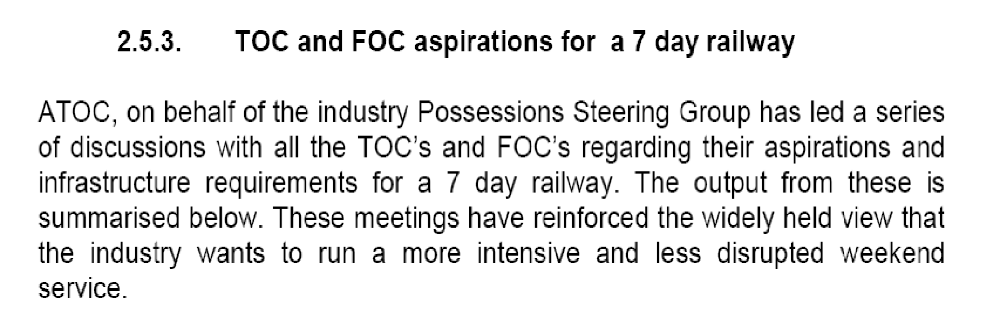 2.5.3. TOC and FOC aspirations for a 7 day railway
ATOC, on behalf of the industry Possessions Steering Group has led a series
of discussions with all the TOC’s and FOC’s regarding their aspirations and
infrastructure requirements for a 7 day railway. The output from these is
summarised below. These meetings have reinforced the widely held view that
the industry wants to run a more intensive and less disrupted weekend
service.